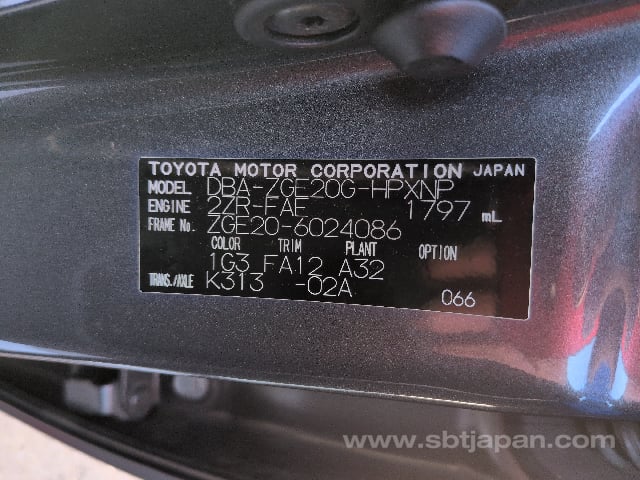 TOYOTA MOTOR CORPORATION JAPAN
MODEL DBA-ZGE20G-HPXNP
ENGINE 2ZR-FAE 1797 mL
FRAME No. ZGE20-6024086
COLOR TRIM PLANT OPTION
1G3 FA12 A32
TRANS./AXLE K313 -02A 066
www.sbtjapan.com